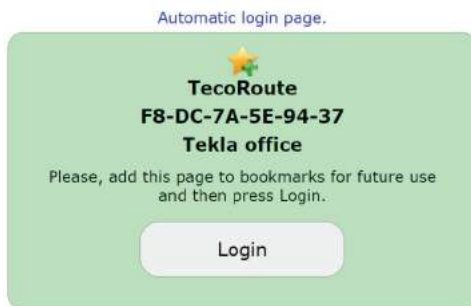 Automatic login page.
TecoRoute
F8-DC-7A-5E-94-37
Tekla office
Please, add this page to bookmarks for future use
and then press Login.
Login